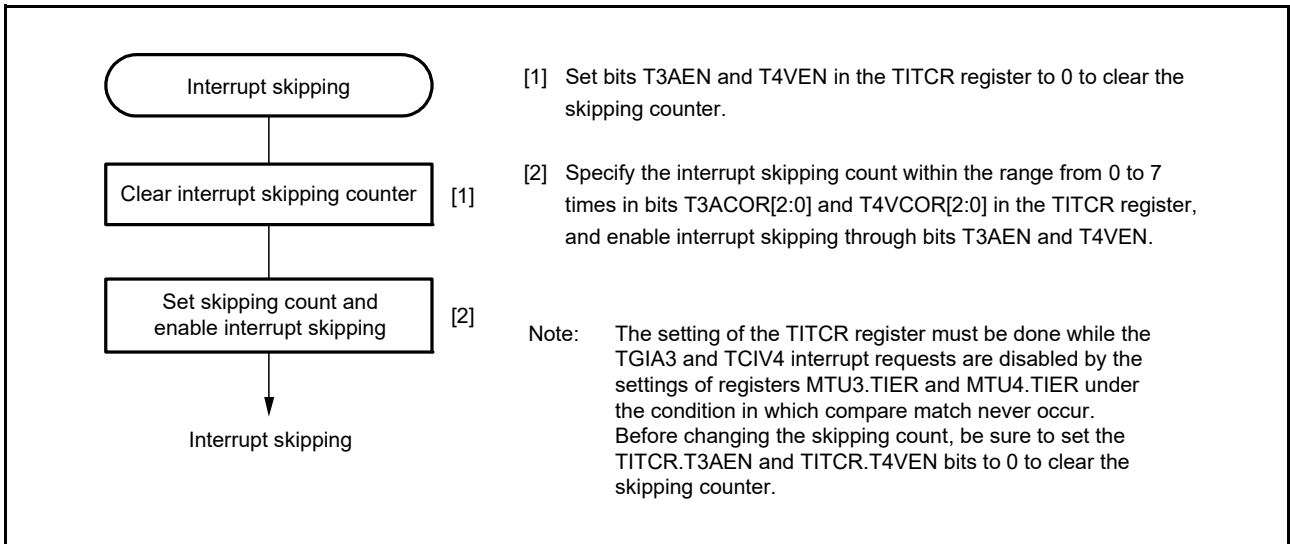 Interrupt skipping
Clear interrupt skipping counter
[1]
Set skipping count and
enable interrupt skipping
[2]
Interrupt skipping
[1] Set bits T3AEN and T4VEN in the TITCR register to 0 to clear the
skipping counter.
[2] Specify the interrupt skipping count within the range from 0 to 7
times in bits T3ACOR[2:0] and T4VCOR[2:0] in the TITCR register,
and enable interrupt skipping through bits T3AEN and T4VEN.
Note: The setting of the TITCR register must be done while the
TGIA3 and TCIV4 interrupt requests are disabled by the
settings of registers MTU3.TIER and MTU4.TIER under
the condition in which compare match never occur.
Before changing the skipping count, be sure to set the
TITCR.T3AEN and TITCR.T4VEN bits to 0 to clear the
skipping counter.